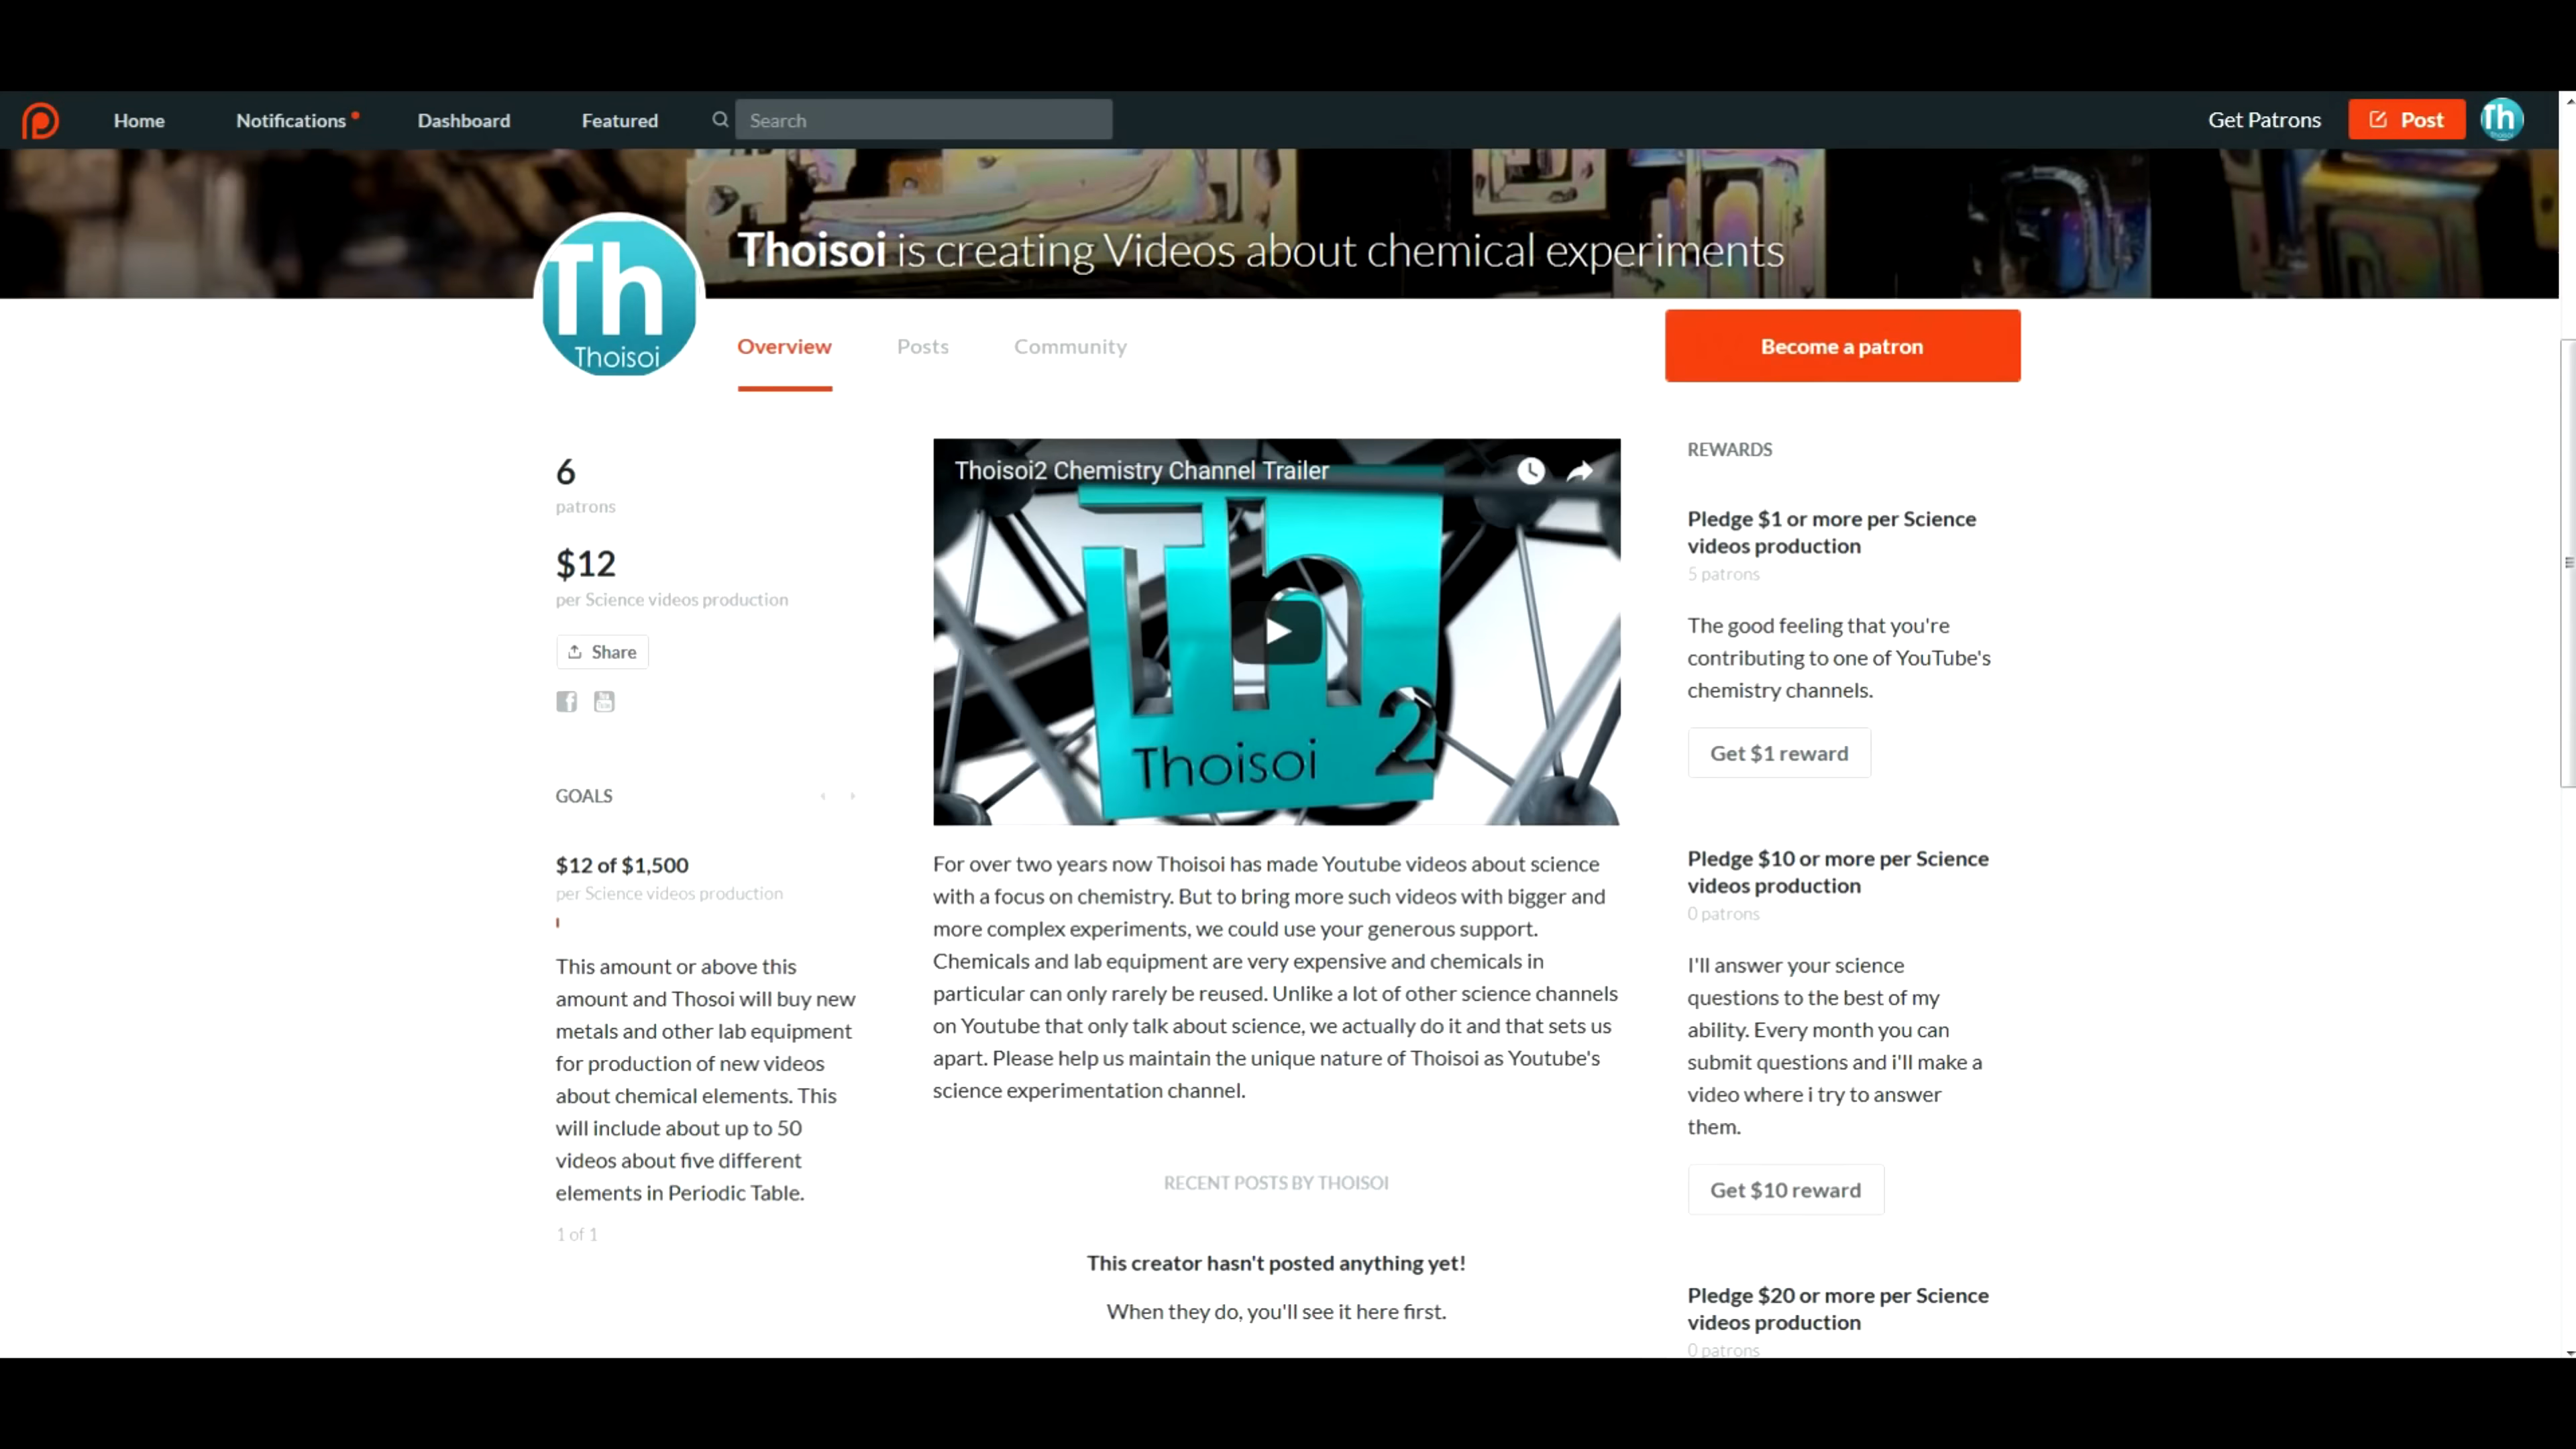 Home
Notifications
Dashboard
Featured
Search
Get Patrons
Post
Th
Thoisoi is creating Videos about chemical experiments
Th
Thoisoi
Overview
Posts
Community
Become a patron
6
patrons
$12
per Science videos production
Share
GOALS
$12 of $1,500
per Science videos production
This amount or above this
amount and Thosoi will buy new
metals and other lab equipment
for production of new videos
about chemical elements. This
will include about up to 50
videos about five different
elements in Periodic Table.
1 of 1
Thoisoi2 Chemistry Channel Trailer
Th
Thoisoi 2
For over two years now Thoisoi has made Youtube videos about science
with a focus on chemistry. But to bring more such videos with bigger and
more complex experiments, we could use your generous support.
Chemicals and lab equipment are very expensive and chemicals in
particular can only rarely be reused. Unlike a lot of other science channels
on Youtube that only talk about science, we actually do it and that sets us
apart. Please help us maintain the unique nature of Thoisoi as Youtube's
science experimentation channel.
RECENT POSTS BY THOISOI
This creator hasn't posted anything yet!
When they do, you'll see it here first.
REWARDS
Pledge $1 or more per Science
videos production
5 patrons
The good feeling that you're
contributing to one of YouTube's
chemistry channels.
Get $1 reward
Pledge $10 or more per Science
videos production
0 patrons
I'll answer your science
questions to the best of my
ability. Every month you can
submit questions and i'll make a
video where i try to answer
them.
Get $10 reward
Pledge $20 or more per Science
videos production
0 patrons